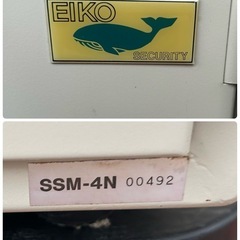 EIKO
SECURITY
SSM-4N 00492